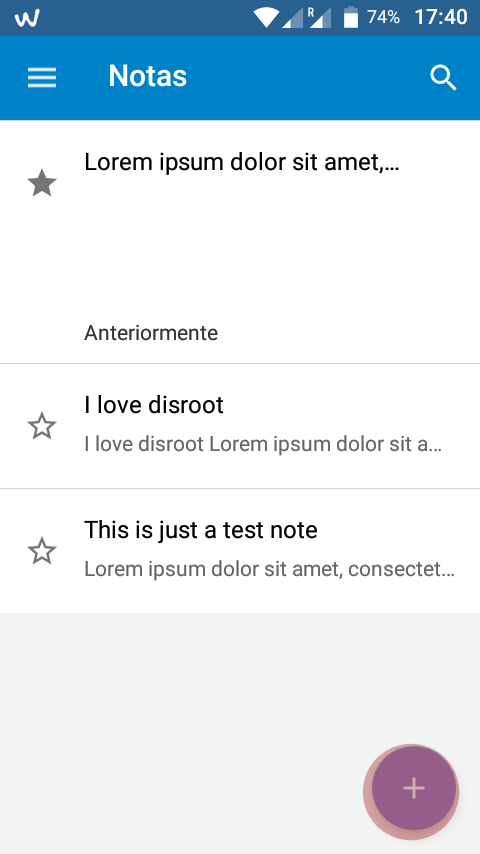 R 74% 17:40
Notas
Lorem ipsum dolor sit amet,…
Anteriormente
I love disroot
I love disroot Lorem ipsum dolor sit a…
This is just a test note
Lorem ipsum dolor sit amet, consectet…